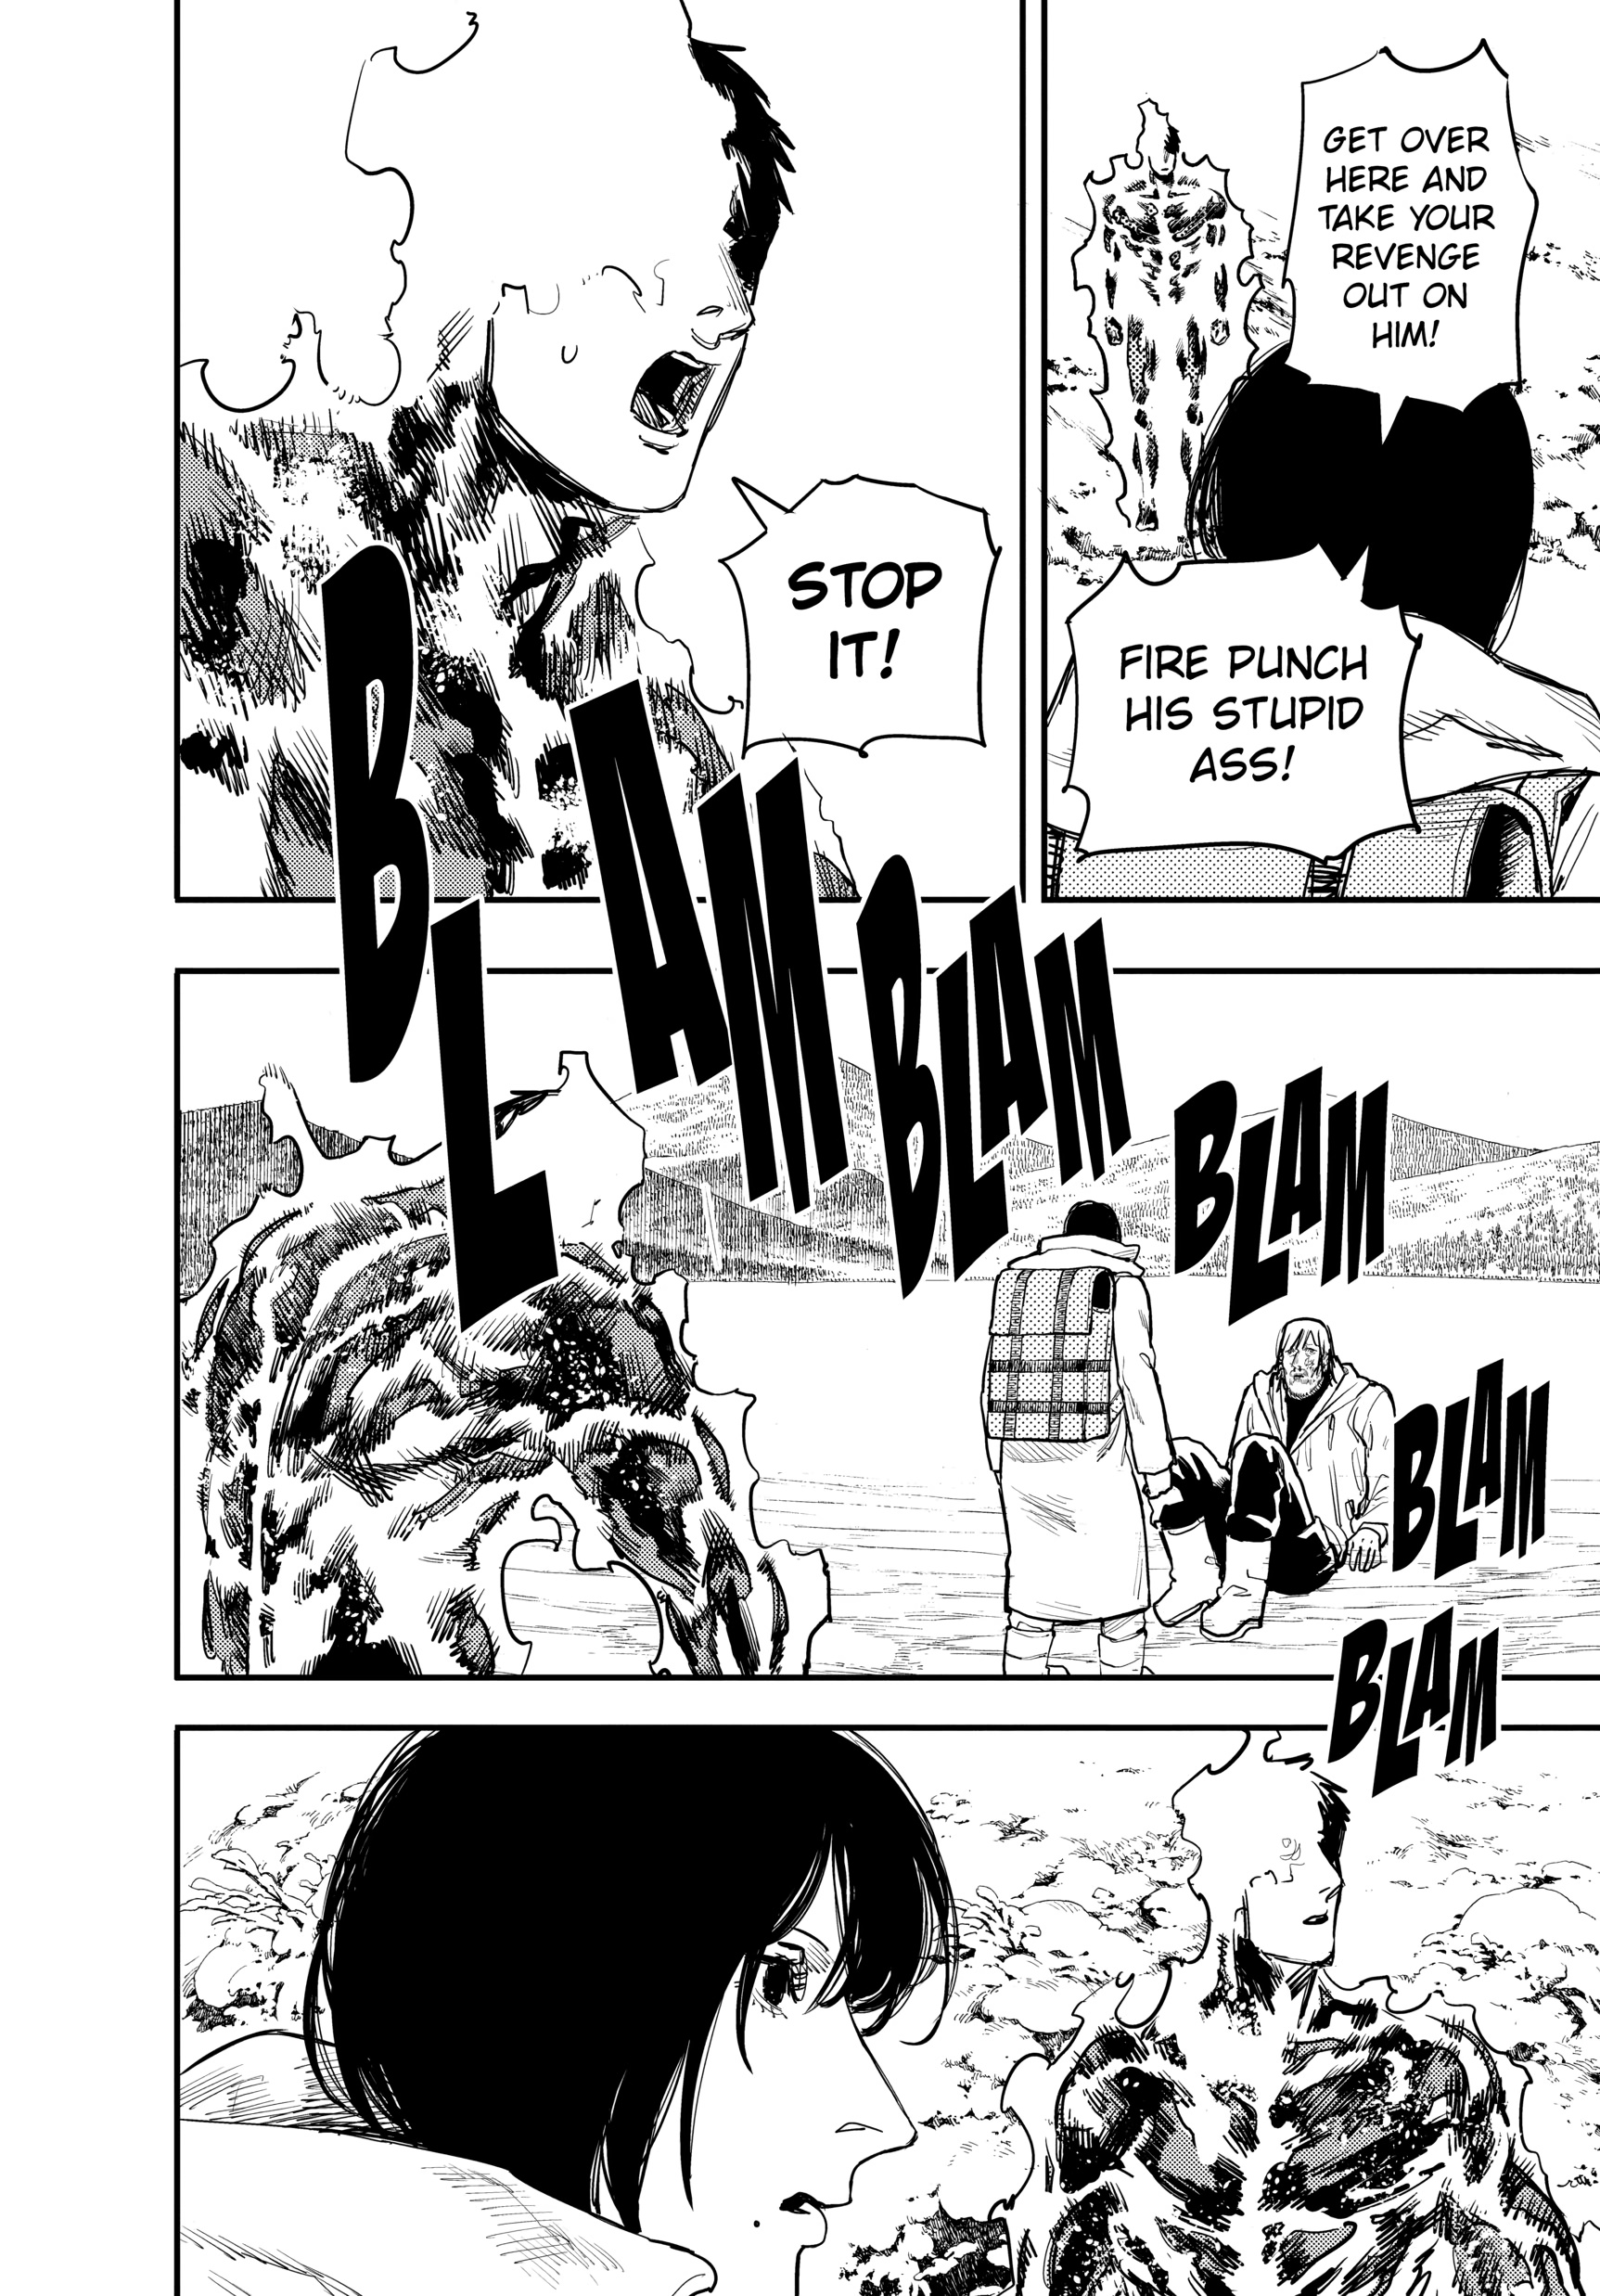 GET OVER
HERE AND
TAKE YOUR
REVENGE
OUT ON
HIM!
FIRE PUNCH
HIS STUPID
ASS!
STOP
IT!
BLAM
BLAM
BLAM
BLAM
BLAM